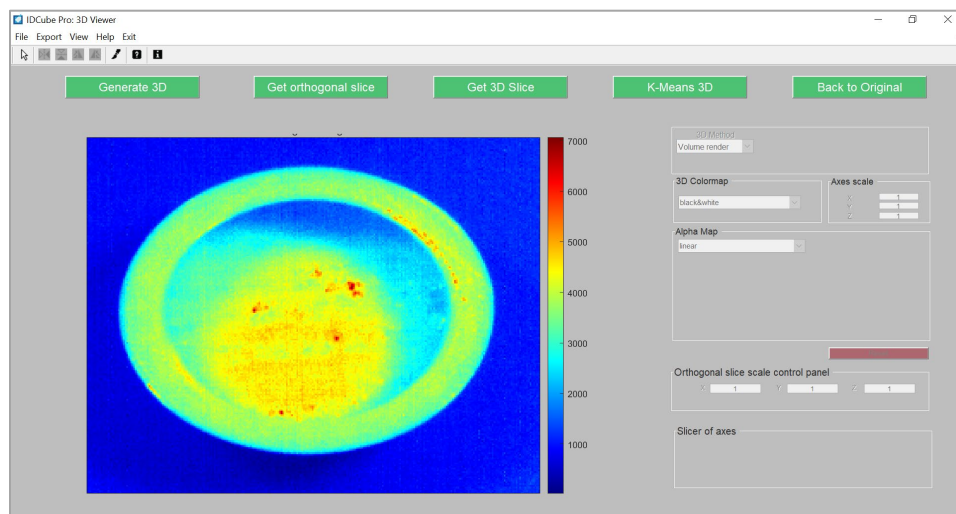 IDCube Pro: 3D Viewer
File Export View Help Exit
Generate 3D Get orthogonal slice Get 3D Slice K-Means 3D Back to Original
7000
6000
5000
4000
3000
2000
1000
3D Method
Volume render
3D Colormap
black&white
Axes scale
X 1
Y 1
Z 1
Alpha Map
linear
Orthogonal slice scale control panel
X 1 Y 1 Z 1
Slicer of axes